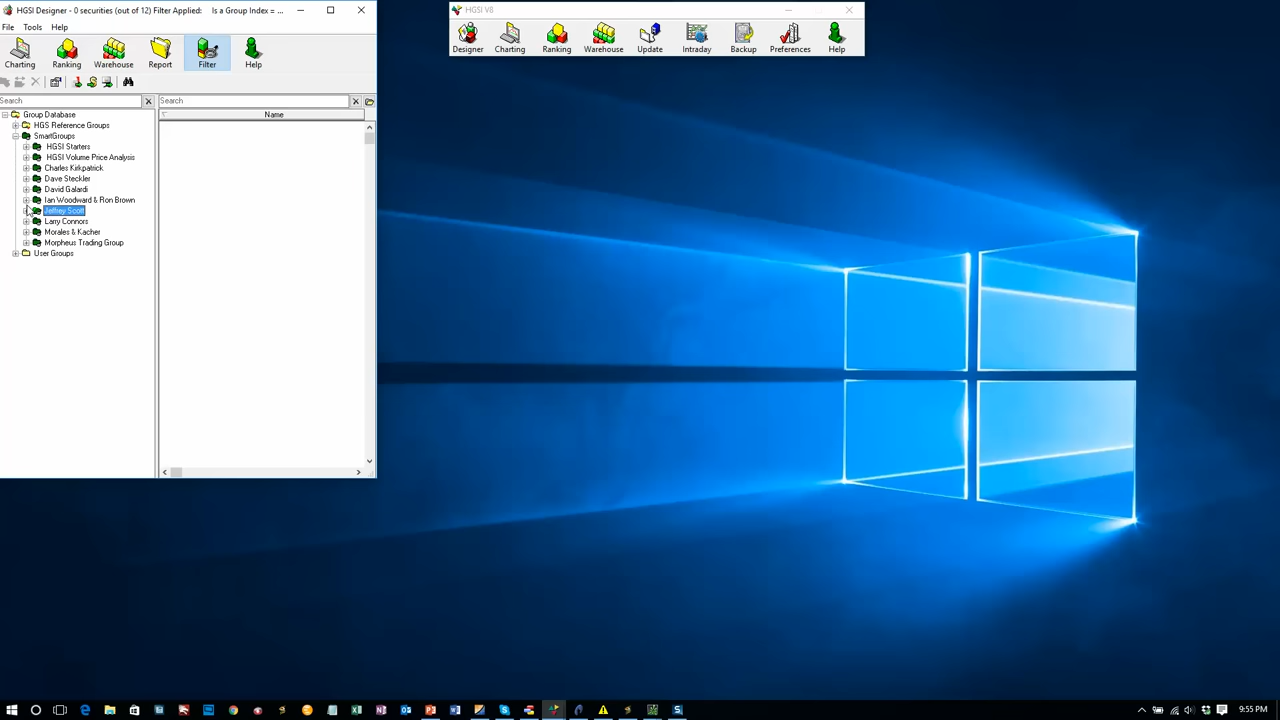 HGSI Designer - 0 securities (out of 12) Filter Applied:    Is a Group Index = ...
File Tools Help
Charting Ranking Warehouse Report Filter Help
Search Search
Name
Group Database
HGS Reference Groups
SmartGroups
HGSI Starters
HGSI Volume Price Analysis
Charles Kirkpatrick
Dave Steckler
David Galardi
Ian Woodward & Ron Brown
Jeffrey Scott
Larry Connors
Morales & Kacher
Morpheus Trading Group
User Groups
HGSI V8
Designer Charting Ranking Warehouse Update Intraday Backup Preferences Help
9:55 PM